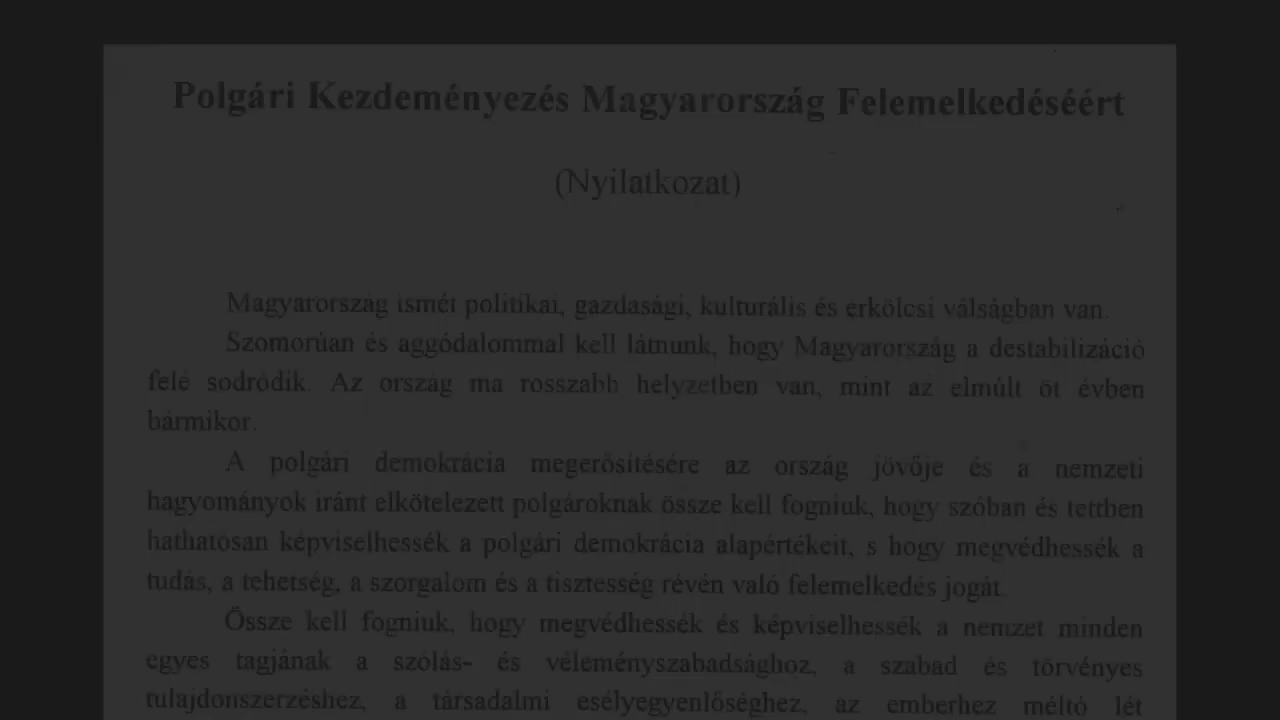 Polgári Kezdeményezés Magyarország Felemelkedéséért
(Nyilatkozat)
Magyarország ismét politikai, gazdasági, kulturális és erkölcsi válságban van.
Szomorúan és aggódalommal kell látnunk, hogy Magyarország a destabilizáció
felé sodródik. Az ország ma rosszabb helyzetben van, mint az elmúlt öt évben
bármikor.
A polgári demokrácia megerősítésére az ország jövője és a nemzeti
hagyományok iránt elkötelezett polgároknak össze kell fogniuk, hogy szóban és tettben
hathatosan képviselhessék a polgári demokrácia alapértékeit, s hogy megvédhessék a
tudás, a tehetség, a szorgalom és a tisztesség révén való felemelkedés jogát.
Össze kell fogniuk, hogy megvédhessék és képviselhessék a nemzet minden
egyes tagjának a szólás- és véleményszabadsághoz, a szabad és törvényes
tulajdonszerzéshez, a társadalmi esélyegyenlőséghez, az emberhez méltó lét